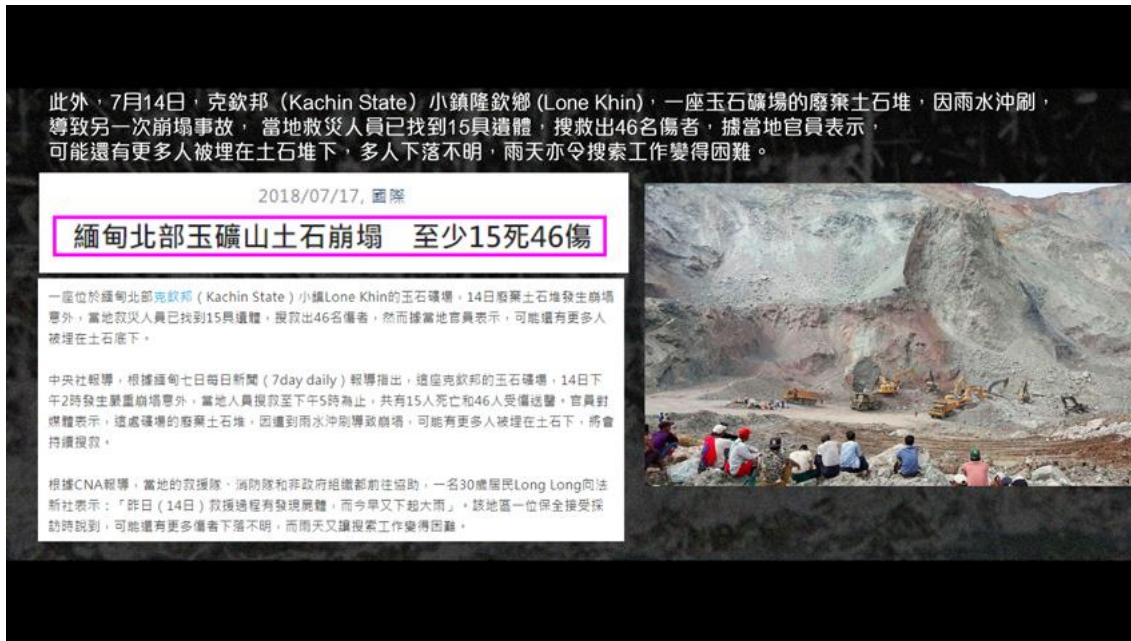 此外，7月14日，克欽邦（Kachin State）小鎮隆欽鄉 (Lone Khin)，一座玉石礦場的廢棄土石堆，因雨水沖刷，
導致另一次崩塌事故， 當地救災人員已找到15具遺體，搜救出46名傷者，據當地官員表示，
可能還有更多人被埋在土石堆下，多人下落不明，雨天亦令搜索工作變得困難。
2018/07/17, 國際
緬甸北部玉礦山土石崩塌　至少15死46傷
一座位於緬甸北部克欽邦（Kachin State）小鎮Lone Khin的玉石礦場，14日廢棄土石堆發生崩塌
意外，當地救災人員已找到15具遺體，搜救出46名傷者，然而據當地官員表示，可能還有更多人
被埋在土石底下。
中央社報導，根據緬甸七日每日新聞（7day daily）報導指出，這座克欽邦的玉石礦場，14日下
午2時發生嚴重崩塌意外，當地人員搜救至下午5時為止，共有15人死亡和46人受傷送醫。官員對
媒體表示，這處礦場的廢棄土石堆，因遭到雨水沖刷導致崩塌，可能有更多人被埋在土石下，將會
持續搜救。
根據CNA報導，當地的救援隊、消防隊和非政府組織都前往協助，一名30歲居民Long Long向法
新社表示：「昨日（14日）救援過程有發現屍體，而今早又下起大雨」。該地區一位保全接受採
訪時說到，可能還有更多傷者下落不明，而雨天又讓搜索工作變得困難。